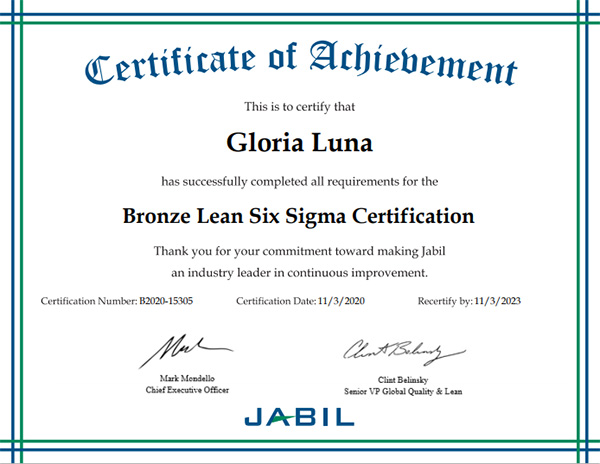 Certificate of Achievement
This is to certify that
Gloria Luna
has successfully completed all requirements for the
Bronze Lean Six Sigma Certification
Thank you for your commitment toward making Jabil
an industry leader in continuous improvement.
Certification Number: B2020-15305 Certification Date: 11/3/2020 Recertify by: 11/3/2023
Mark Mondello Clint Belinsky
Chief Executive Officer Senior VP Global Quality & Lean
JABIL